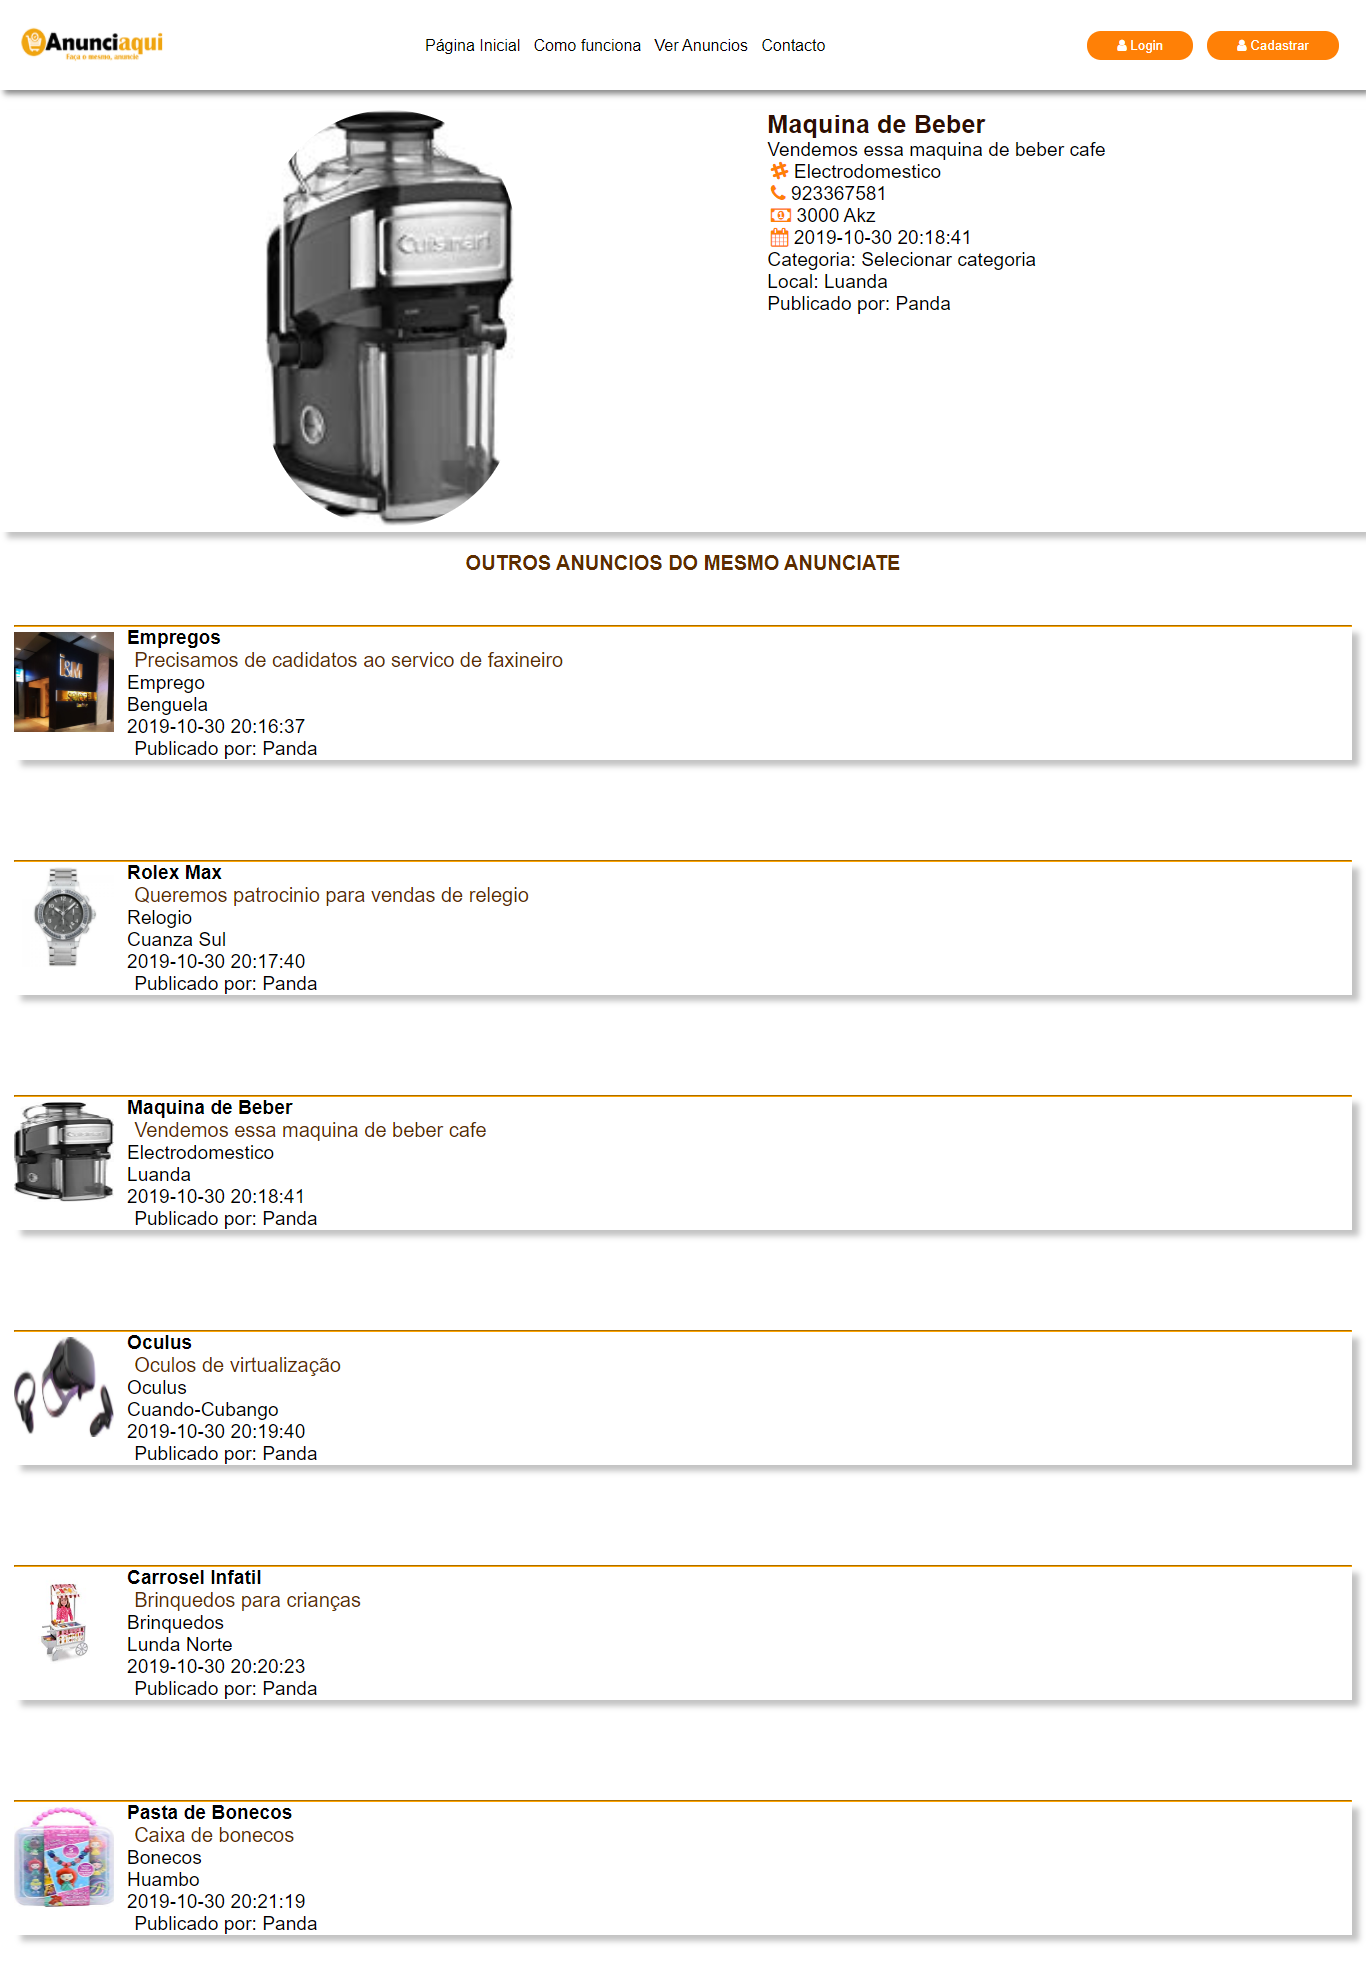 Anunciaqui
Faça o mesmo, anuncie
Página Inicial Como funciona Ver Anuncios Contacto
Login Cadastrar
Cuisinart
Maquina de Beber
Vendemos essa maquina de beber cafe
Electrodomestico
923367581
3000 Akz
2019-10-30 20:18:41
Categoria: Selecionar categoria
Local: Luanda
Publicado por: Panda
OUTROS ANUNCIOS DO MESMO ANUNCIATE
Empregos
Precisamos de cadidatos ao servico de faxineiro
Emprego
Benguela
2019-10-30 20:16:37
Publicado por: Panda
Rolex Max
Queremos patrocinio para vendas de relegio
Relogio
Cuanza Sul
2019-10-30 20:17:40
Publicado por: Panda
Maquina de Beber
Vendemos essa maquina de beber cafe
Electrodomestico
Luanda
2019-10-30 20:18:41
Publicado por: Panda
Oculus
Oculos de virtualização
Oculus
Cuando-Cubango
2019-10-30 20:19:40
Publicado por: Panda
Carrosel Infatil
Brinquedos para crianças
Brinquedos
Lunda Norte
2019-10-30 20:20:23
Publicado por: Panda
Pasta de Bonecos
Caixa de bonecos
Bonecos
Huambo
2019-10-30 20:21:19
Publicado por: Panda